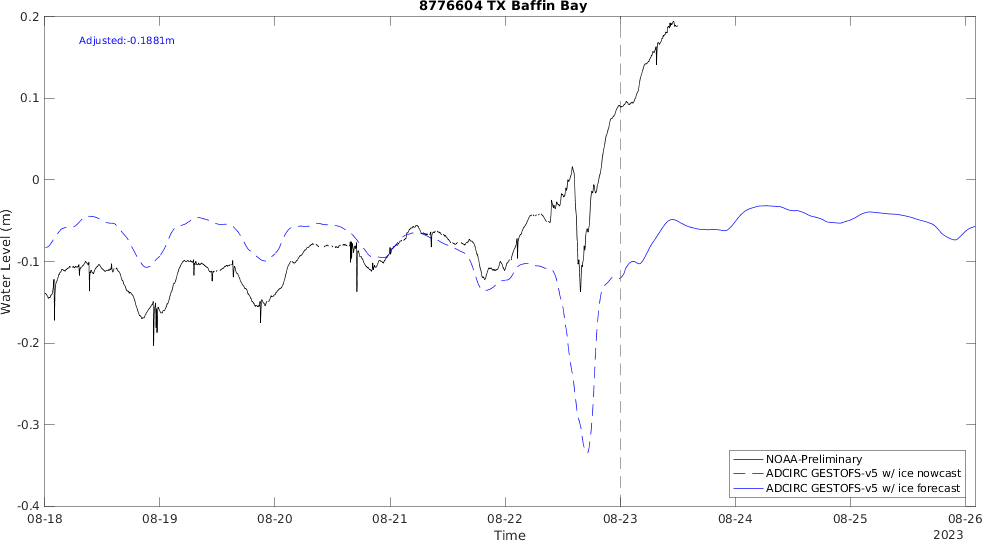 8776604 TX Baffin Bay
Adjusted:-0.1881m
0.2
0.1
0
-0.1
-0.2
-0.3
-0.4
Water Level (m)
NOAA-Preliminary
ADCIRC GESTOFS-v5 w/ ice nowcast
ADCIRC GESTOFS-v5 w/ ice forecast
08-18 08-19 08-20 08-21 08-22 08-23 08-24 08-25 08-26
Time
2023